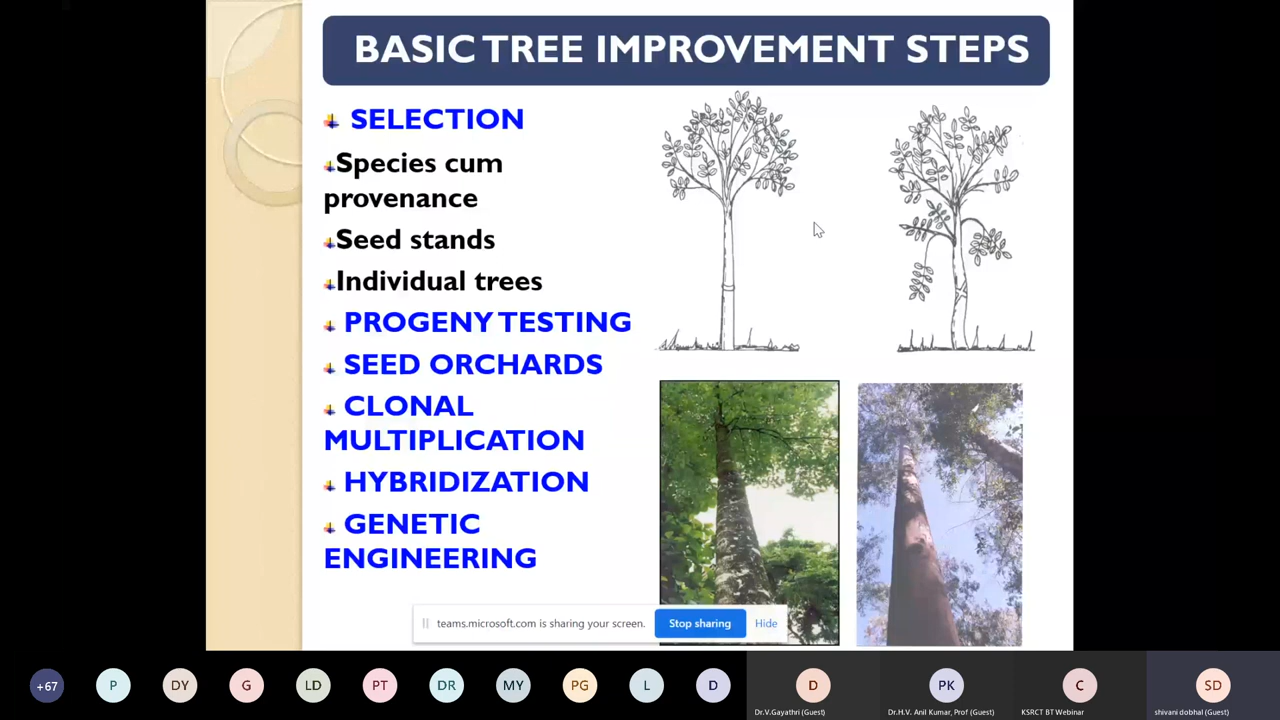 BASIC TREE IMPROVEMENT STEPS
SELECTION
Species cum
provenance
Seed stands
Individual trees
PROGENY TESTING
SEED ORCHARDS
CLONAL
MULTIPLICATION
HYBRIDIZATION
GENETIC
ENGINEERING
teams.microsoft.com is sharing your screen. Stop sharing Hide
+67 P DY G LD PT DR MY PG L D D PK C SD
Dr.V.Gayathri (Guest) Dr.H.V. Anil Kumar, Prof (Guest) KSRCT BT Webinar shivani dobhal (Guest)